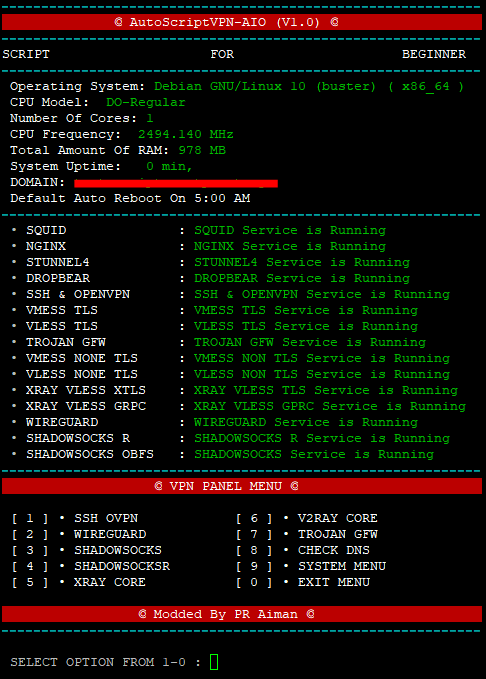 © AutoScriptVPN-AIO (V1.0) ©
SCRIPT FOR BEGINNER
Operating System: Debian GNU/Linux 10 (buster) ( x86_64 )
CPU Model: DO-Regular
Number Of Cores: 1
CPU Frequency: 2494.140 MHz
Total Amount Of RAM: 978 MB
System Uptime: 0 min,
DOMAIN:
Default Auto Reboot On 5:00 AM
• SQUID : SQUID Service is Running
• NGINX : NGINX Service is Running
• STUNNEL4 : STUNNEL4 Service is Running
• DROPBEAR : DROPBEAR Service is Running
• SSH & OPENVPN : SSH & OPENVPN Service is Running
• VMESS TLS : VMESS TLS Service is Running
• VLESS TLS : VLESS TLS Service is Running
• TROJAN GFW : TROJAN GFW Service is Running
• VMESS NONE TLS : VMESS NON TLS Service is Running
• VLESS NONE TLS : VLESS NON TLS Service is Running
• XRAY VLESS XTLS : XRAY VLESS TLS Service is Running
• XRAY VLESS GRPC : XRAY VLESS GPRC Service is Running
• WIREGUARD : WIREGUARD Service is Running
• SHADOWSOCKS R : SHADOWSOCKS R Service is Running
• SHADOWSOCKS OBFS : SHADOWSOCKS Service is Running
© VPN PANEL MENU ©
[ 1 ] • SSH OVPN [ 6 ] • V2RAY CORE
[ 2 ] • WIREGUARD [ 7 ] • TROJAN GFW
[ 3 ] • SHADOWSOCKS [ 8 ] • CHECK DNS
[ 4 ] • SHADOWSOCKSR [ 9 ] • SYSTEM MENU
[ 5 ] • XRAY CORE [ 0 ] • EXIT MENU
© Modded By PR Aiman ©
SELECT OPTION FROM 1-0 :